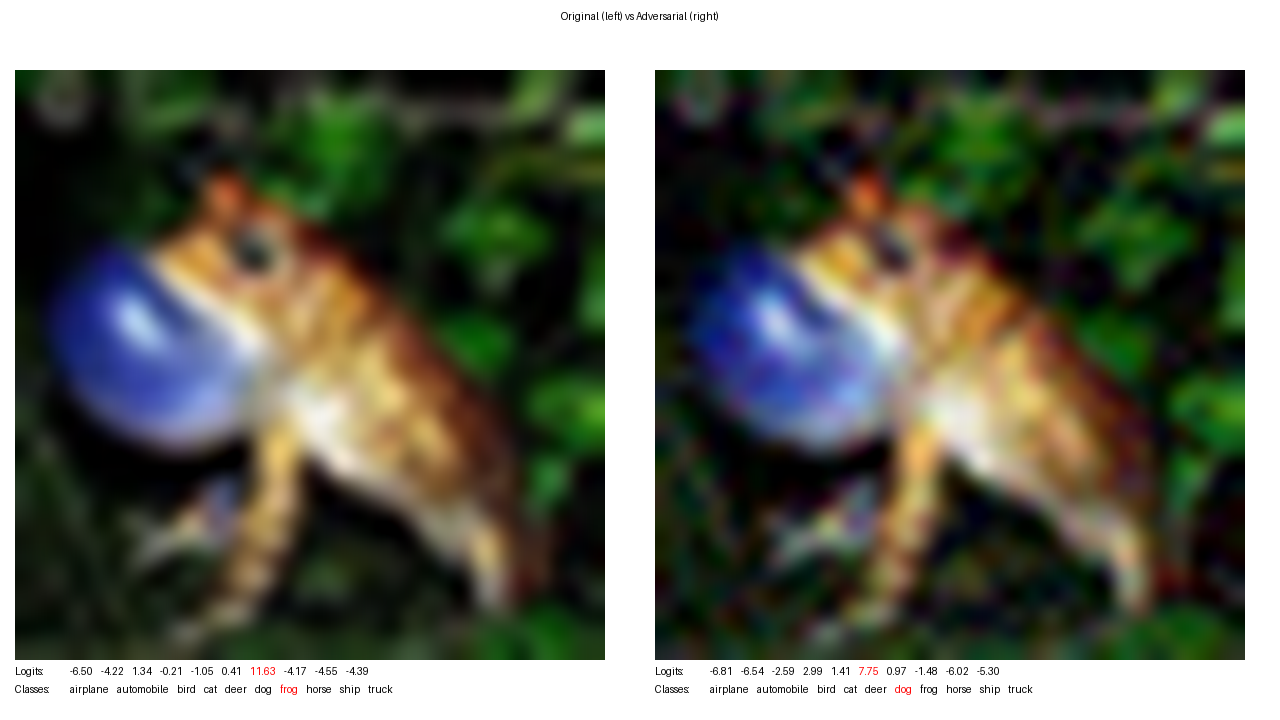 Original (left) vs Adversarial (right)
Logits: -6.50 -4.22 1.34 -0.21 -1.05 0.41 11.63 -4.17 -4.55 -4.39
Classes: airplane automobile bird cat deer dog frog horse ship truck
Logits: -6.81 -6.54 -2.59 2.99 1.41 7.75 0.97 -1.48 -6.02 -5.30
Classes: airplane automobile bird cat deer dog frog horse ship truck